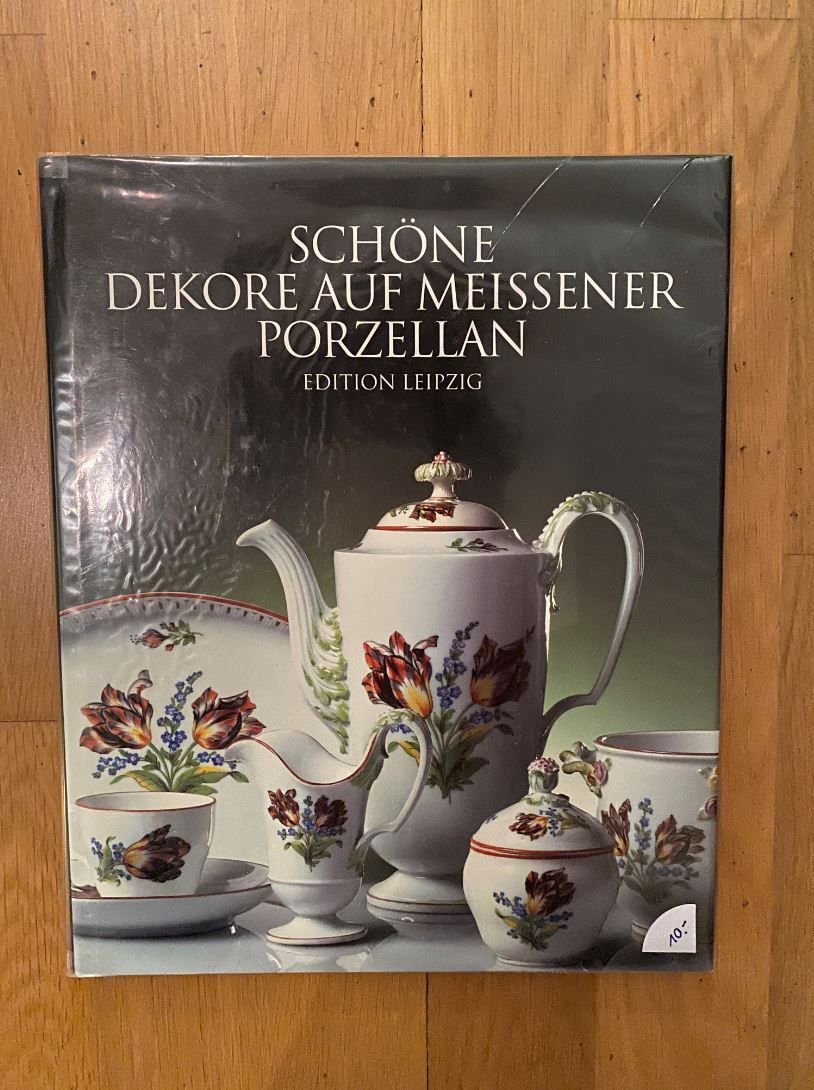 SCHÖNE
DEKORE AUF MEISSENER
PORZELLAN
EDITION LEIPZIG
10.-